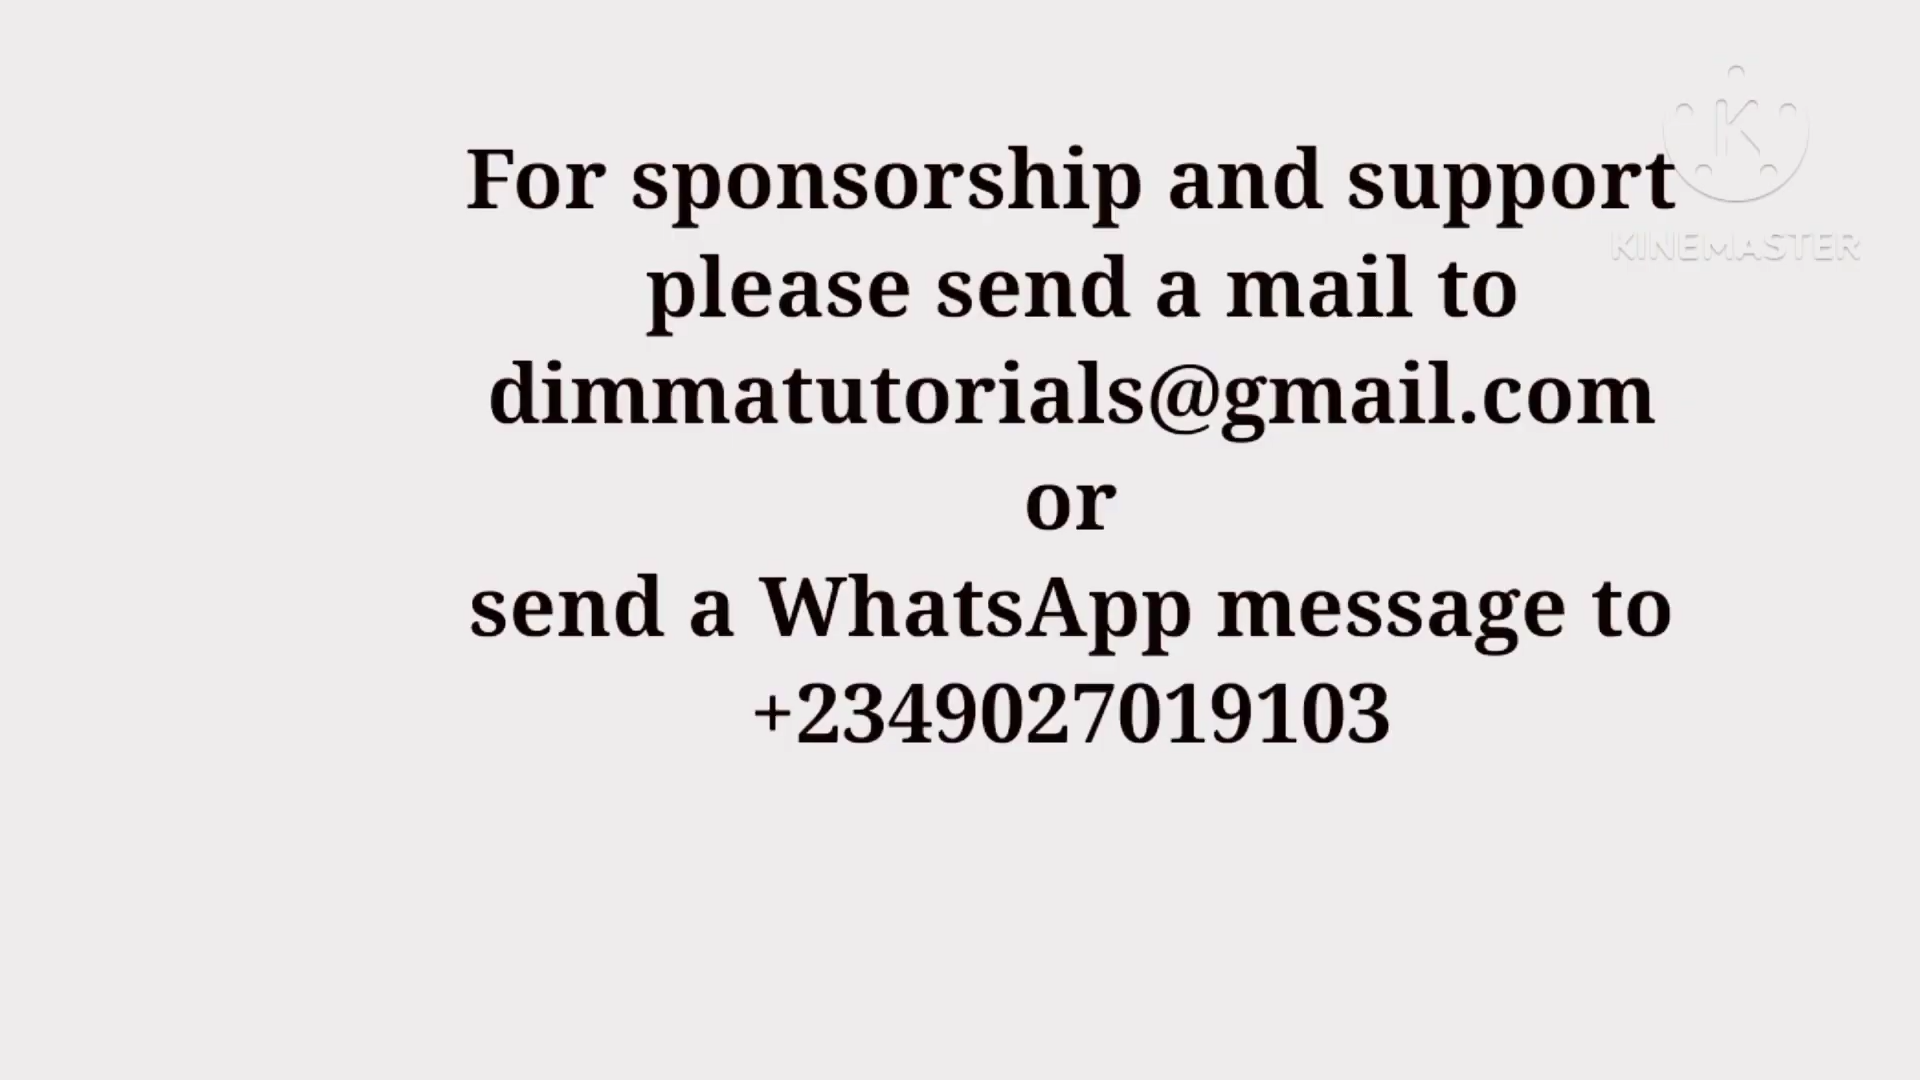 For sponsorship and support
please send a mail to
dimmatutorials@gmail.com
or
send a WhatsApp message to
+2349027019103
K
KINEMASTER